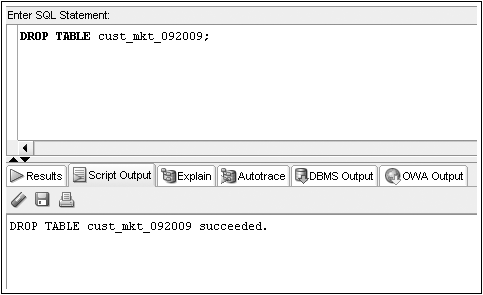 Enter SQL Statement:
DROP TABLE cust_mkt_092009;
Results Script Output Explain Autotrace DBMS Output OWA Output
DROP TABLE cust_mkt_092009 succeeded.